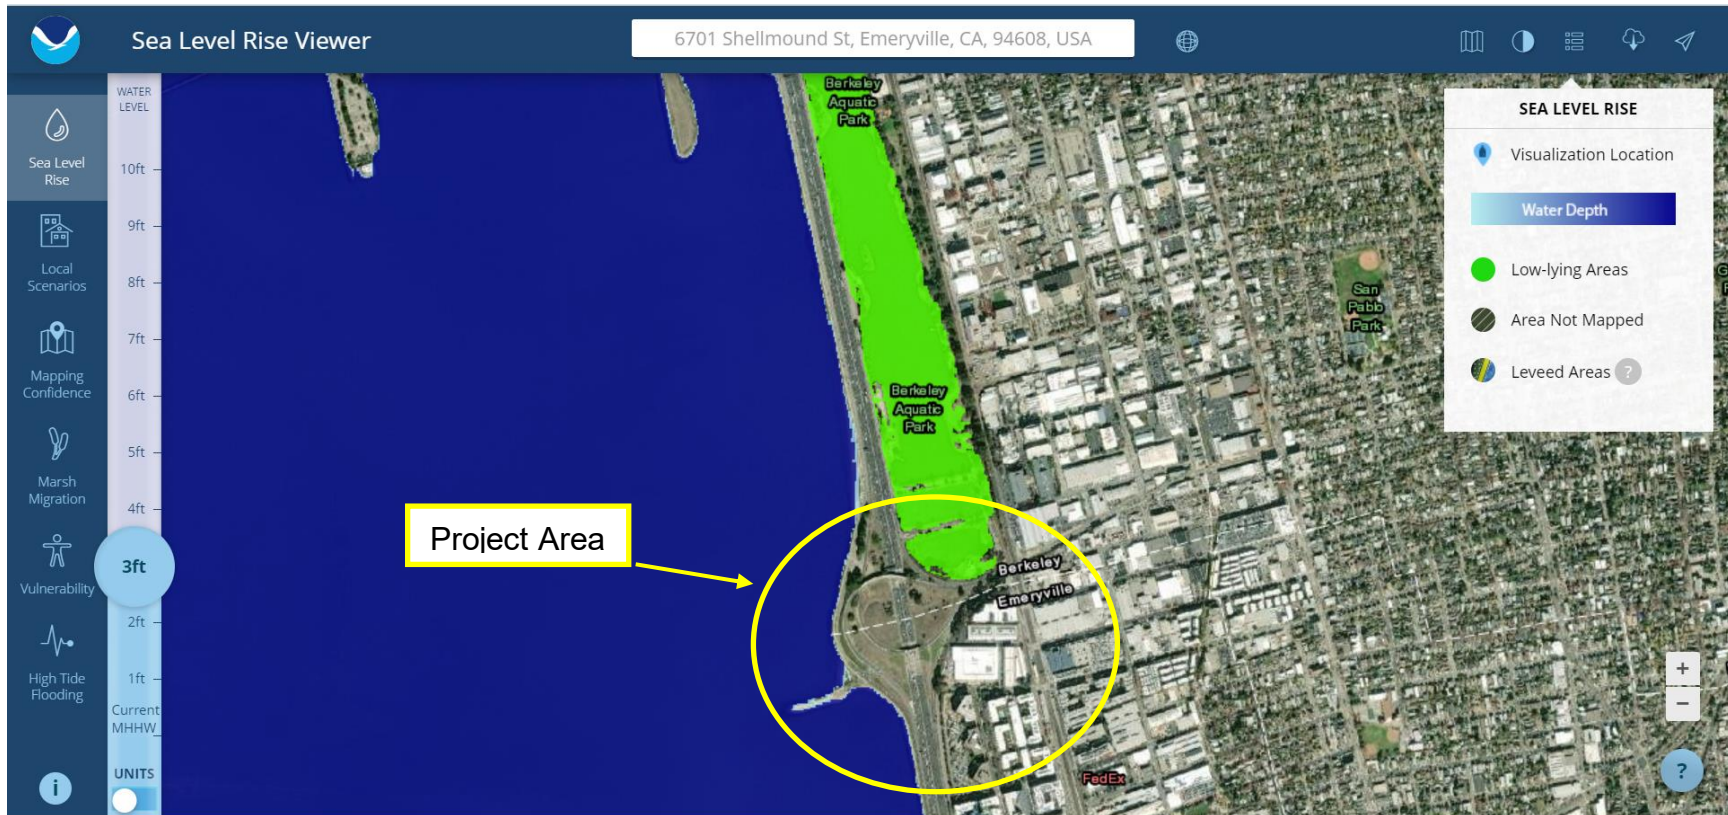 Sea Level Rise Viewer
6701 Shellmound St, Emeryville, CA, 94608, USA
Sea Level
Rise
Local
Scenarios
Mapping
Confidence
Marsh
Migration
Vulnerability
High Tide
Flooding
i
WATER
LEVEL
10ft
9ft
8ft
7ft
6ft
5ft
4ft
3ft
2ft
1ft
Current
MHHW
UNITS
Berkeley
Aquatic
Park
Berkeley
Aquatic
Park
San
Pablo
Park
Project Area
Berkeley
Emeryville
FedEx
SEA LEVEL RISE
Visualization Location
Water Depth
Low-lying Areas
Area Not Mapped
Leveed Areas ?
+
−
?